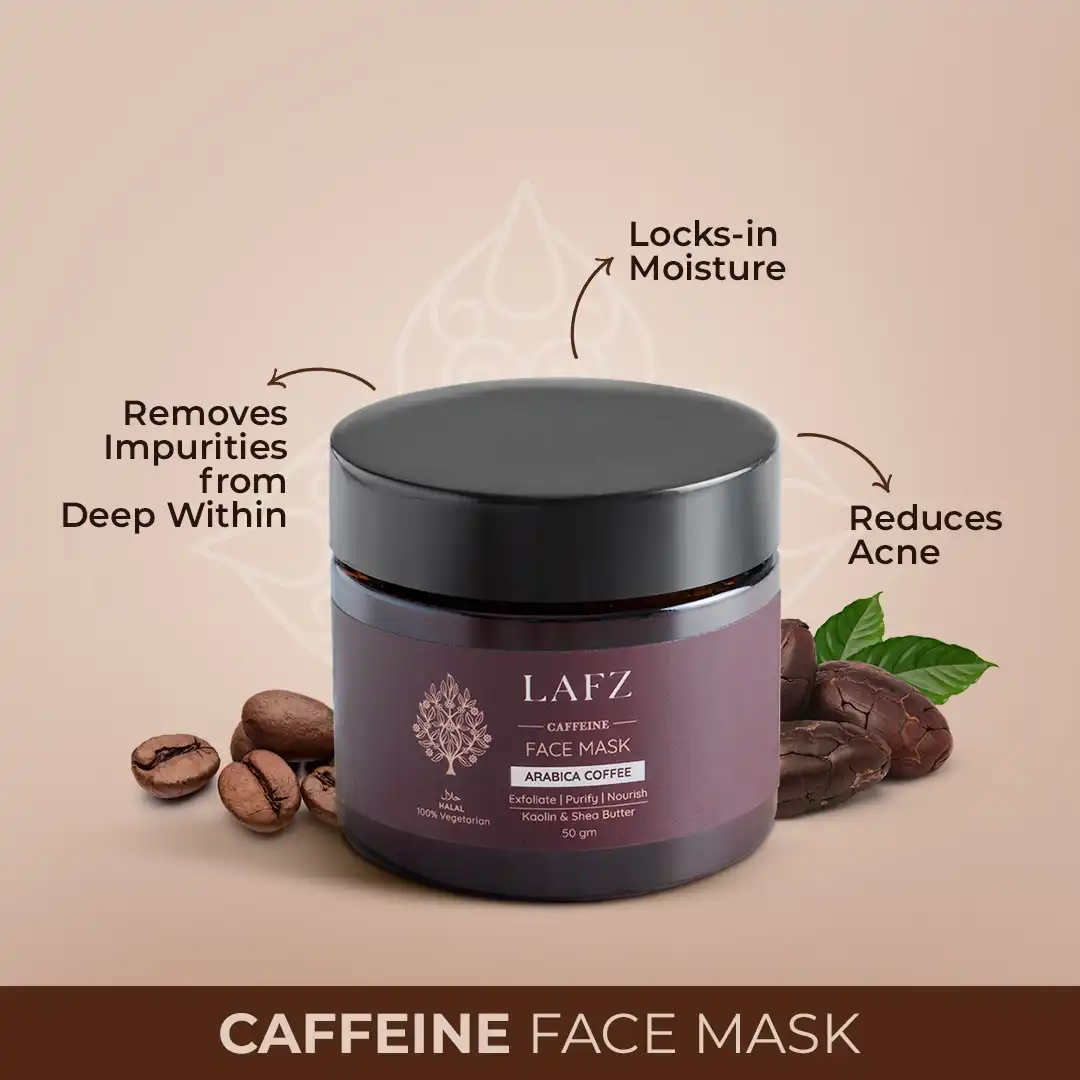 Locks-in
Moisture
Removes
Impurities
from
Deep Within
Reduces
Acne
LAFZ
CAFFEINE
FACE MASK
ARABICA COFFEE
Exfoliate | Purify | Nourish
Kaolin & Shea Butter
50 gm
حلال
HALAL
100% Vegetarian
CAFFEINE FACE MASK